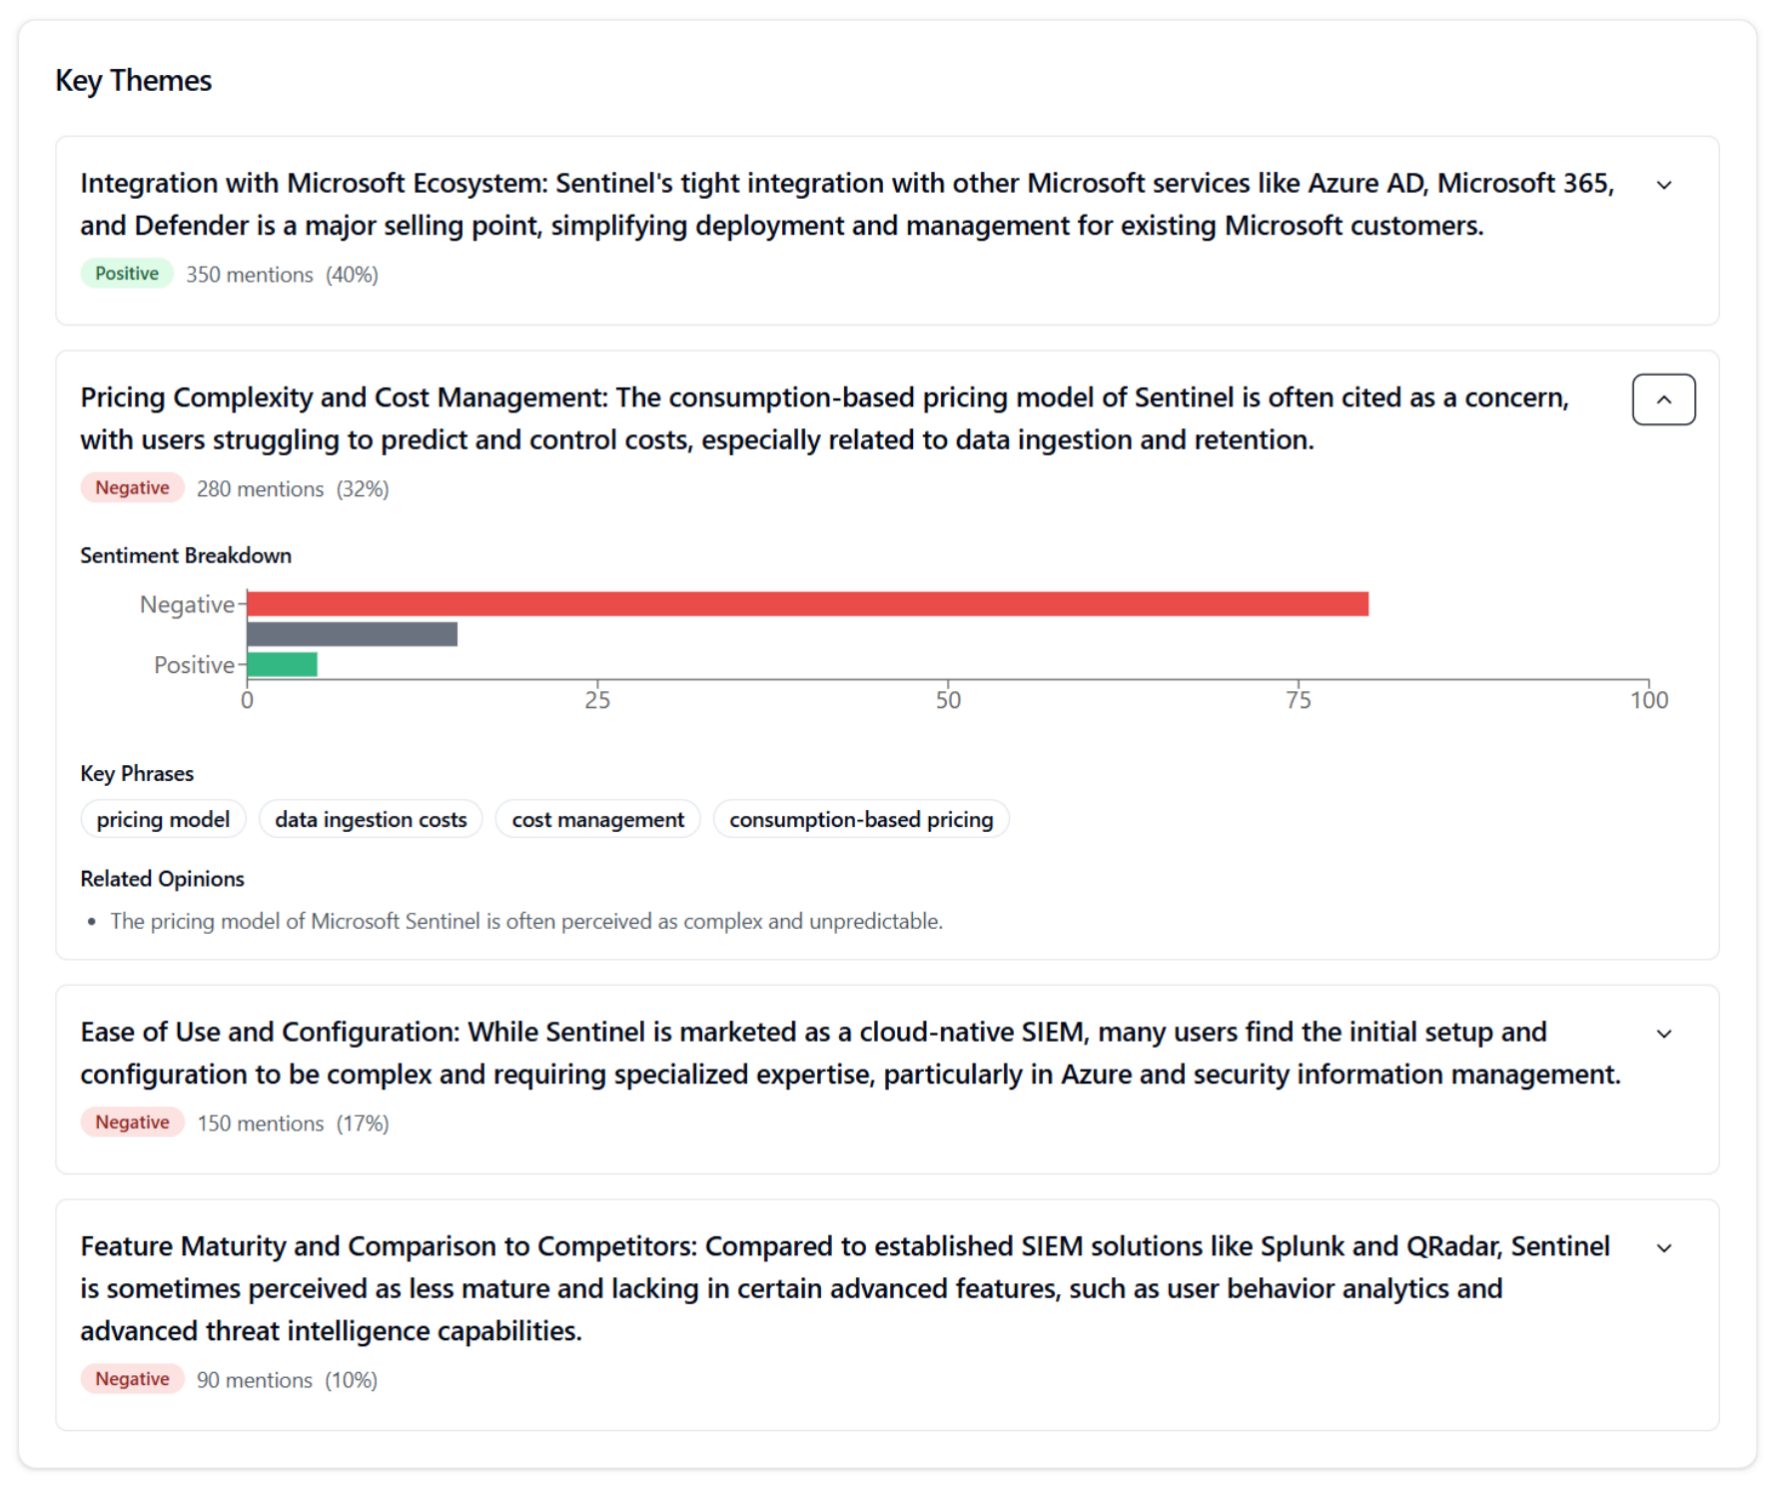 Key Themes
Integration with Microsoft Ecosystem: Sentinel's tight integration with other Microsoft services like Azure AD, Microsoft 365,
and Defender is a major selling point, simplifying deployment and management for existing Microsoft customers.
Positive 350 mentions (40%)
Pricing Complexity and Cost Management: The consumption-based pricing model of Sentinel is often cited as a concern,
with users struggling to predict and control costs, especially related to data ingestion and retention.
Negative 280 mentions (32%)
Sentiment Breakdown
Negative
Positive
0 25 50 75 100
Key Phrases
pricing model data ingestion costs cost management consumption-based pricing
Related Opinions
• The pricing model of Microsoft Sentinel is often perceived as complex and unpredictable.
Ease of Use and Configuration: While Sentinel is marketed as a cloud-native SIEM, many users find the initial setup and
configuration to be complex and requiring specialized expertise, particularly in Azure and security information management.
Negative 150 mentions (17%)
Feature Maturity and Comparison to Competitors: Compared to established SIEM solutions like Splunk and QRadar, Sentinel
is sometimes perceived as less mature and lacking in certain advanced features, such as user behavior analytics and
advanced threat intelligence capabilities.
Negative 90 mentions (10%)